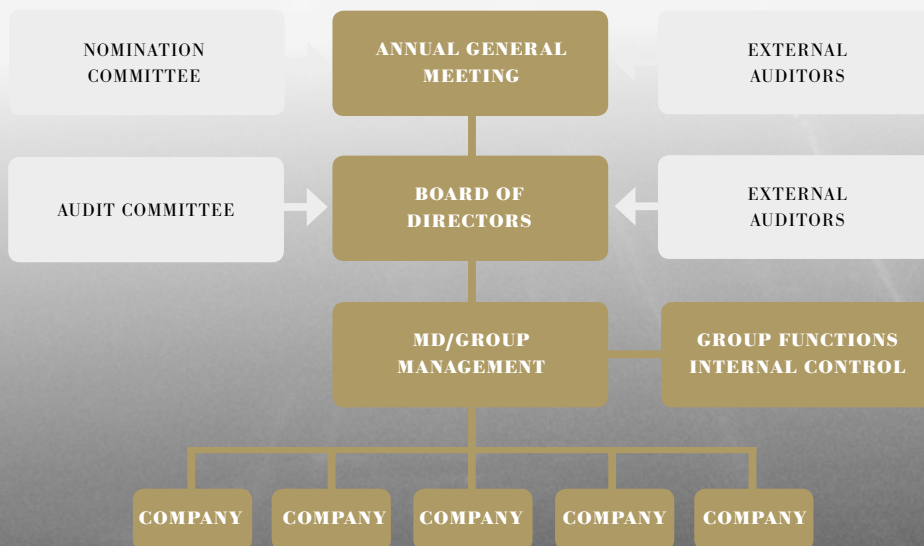 NOMINATION
COMMITTEE
ANNUAL GENERAL
MEETING
EXTERNAL
AUDITORS
AUDIT COMMITTEE
BOARD OF
DIRECTORS
EXTERNAL
AUDITORS
MD/GROUP
MANAGEMENT
GROUP FUNCTIONS
INTERNAL CONTROL
COMPANY
COMPANY
COMPANY
COMPANY
COMPANY